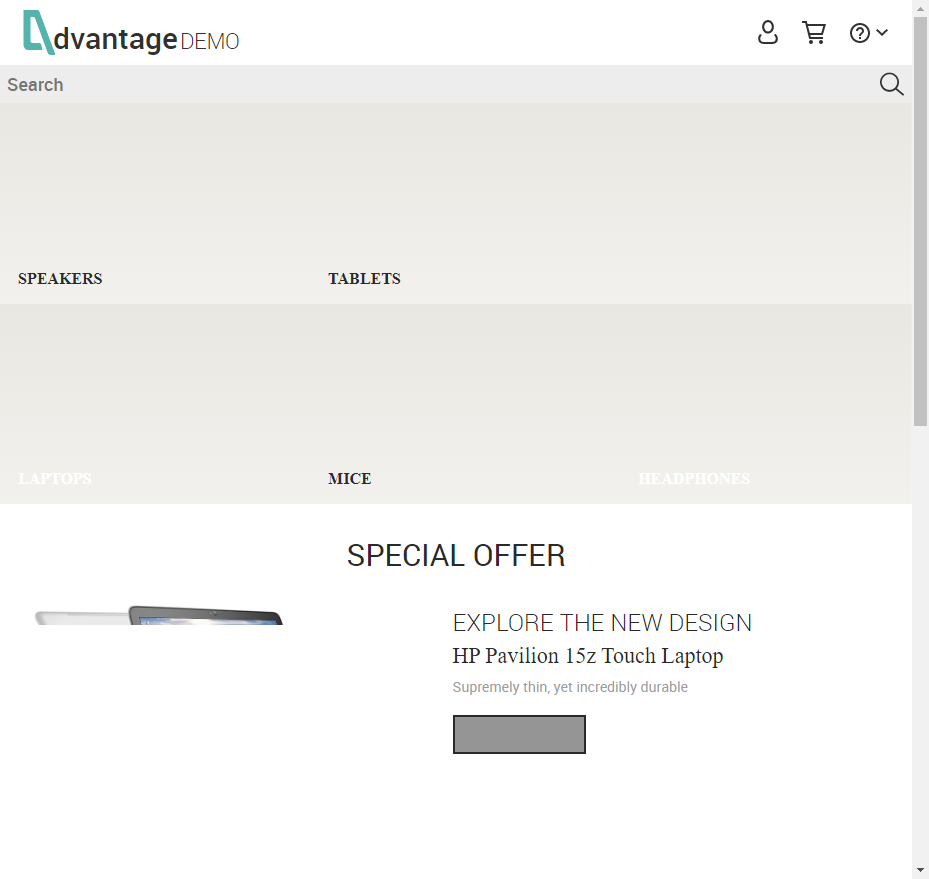 dvantage DEMO
Search
SPEAKERS TABLETS
LAPTOPS MICE HEADPHONES
SPECIAL OFFER
EXPLORE THE NEW DESIGN
HP Pavilion 15z Touch Laptop
Supremely thin, yet incredibly durable